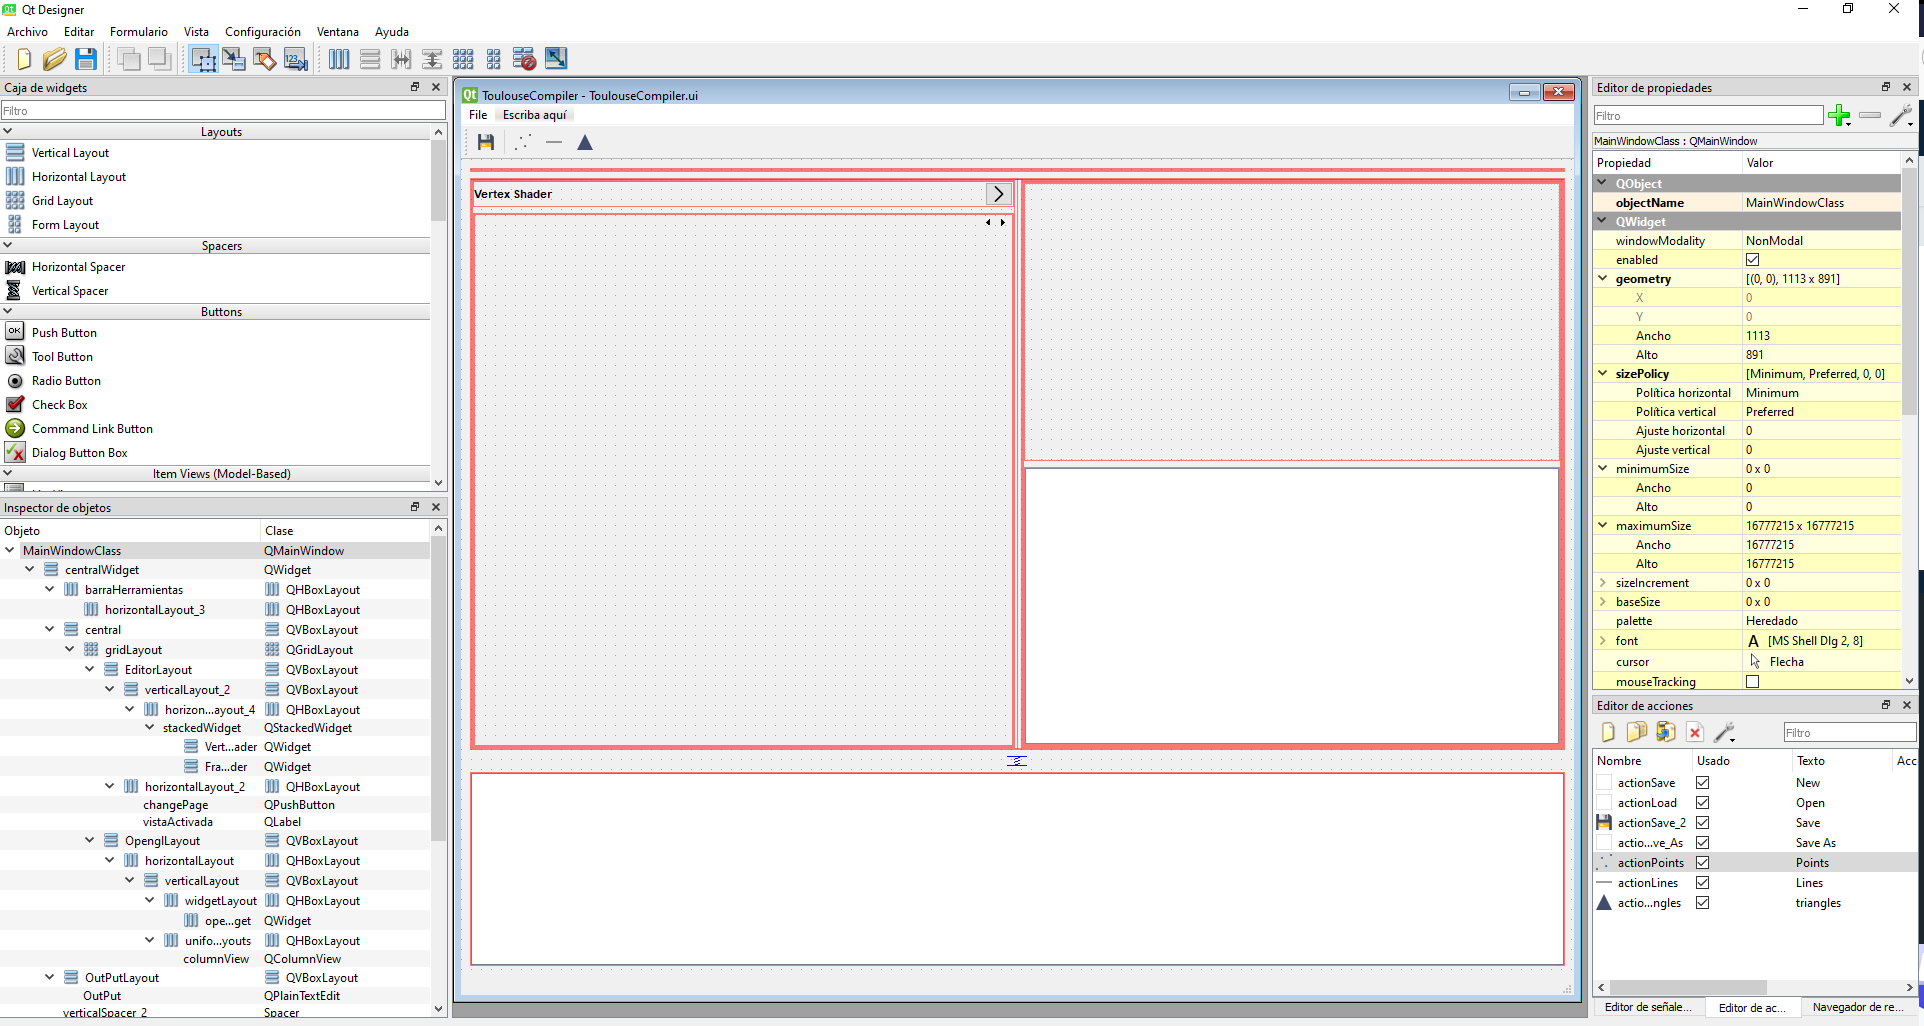 Qt Designer
Archivo Editar Formulario Vista Configuración Ventana Ayuda
Caja de widgets
Filtro
Layouts
Vertical Layout
Horizontal Layout
Grid Layout
Form Layout
Spacers
Horizontal Spacer
Vertical Spacer
Buttons
OK Push Button
Tool Button
Radio Button
Check Box
Command Link Button
Dialog Button Box
Item Views (Model-Based)
Inspector de objetos
Objeto Clase
MainWindowClass QMainWindow
centralWidget QWidget
barraHerramientas QHBoxLayout
horizontalLayout_3 QHBoxLayout
central QVBoxLayout
gridLayout QGridLayout
EditorLayout QVBoxLayout
verticalLayout_2 QVBoxLayout
horizon...ayout_4 QHBoxLayout
stackedWidget QStackedWidget
Vert...ader QWidget
Fra...der QWidget
horizontalLayout_2 QHBoxLayout
changePage QPushButton
vistaActivada QLabel
OpenglLayout QVBoxLayout
horizontalLayout QHBoxLayout
verticalLayout QVBoxLayout
widgetLayout QHBoxLayout
ope...get QWidget
unifo...youts QHBoxLayout
columnView QColumnView
OutPutLayout QVBoxLayout
OutPut QPlainTextEdit
verticalSpacer_2 Spacer
Qt ToulouseCompiler - ToulouseCompiler.ui
File Escriba aquí
Vertex Shader
Editor de propiedades
Filtro
MainWindowClass : QMainWindow
Propiedad Valor
QObject
objectName MainWindowClass
QWidget
windowModality NonModal
enabled
geometry [(0, 0), 1113 x 891]
X 0
Y 0
Ancho 1113
Alto 891
sizePolicy [Minimum, Preferred, 0, 0]
Política horizontal Minimum
Política vertical Preferred
Ajuste horizontal 0
Ajuste vertical 0
minimumSize 0 x 0
Ancho 0
Alto 0
maximumSize 16777215 x 16777215
Ancho 16777215
Alto 16777215
sizeIncrement 0 x 0
baseSize 0 x 0
palette Heredado
font A [MS Shell Dlg 2, 8]
cursor Flecha
mouseTracking
Editor de acciones
Filtro
Nombre Usado Texto Acc
actionSave New
actionLoad Open
actionSave_2 Save
actio...ve_As Save As
actionPoints Points
actionLines Lines
actio...ngles triangles
Editor de señale... Editor de ac... Navegador de re...